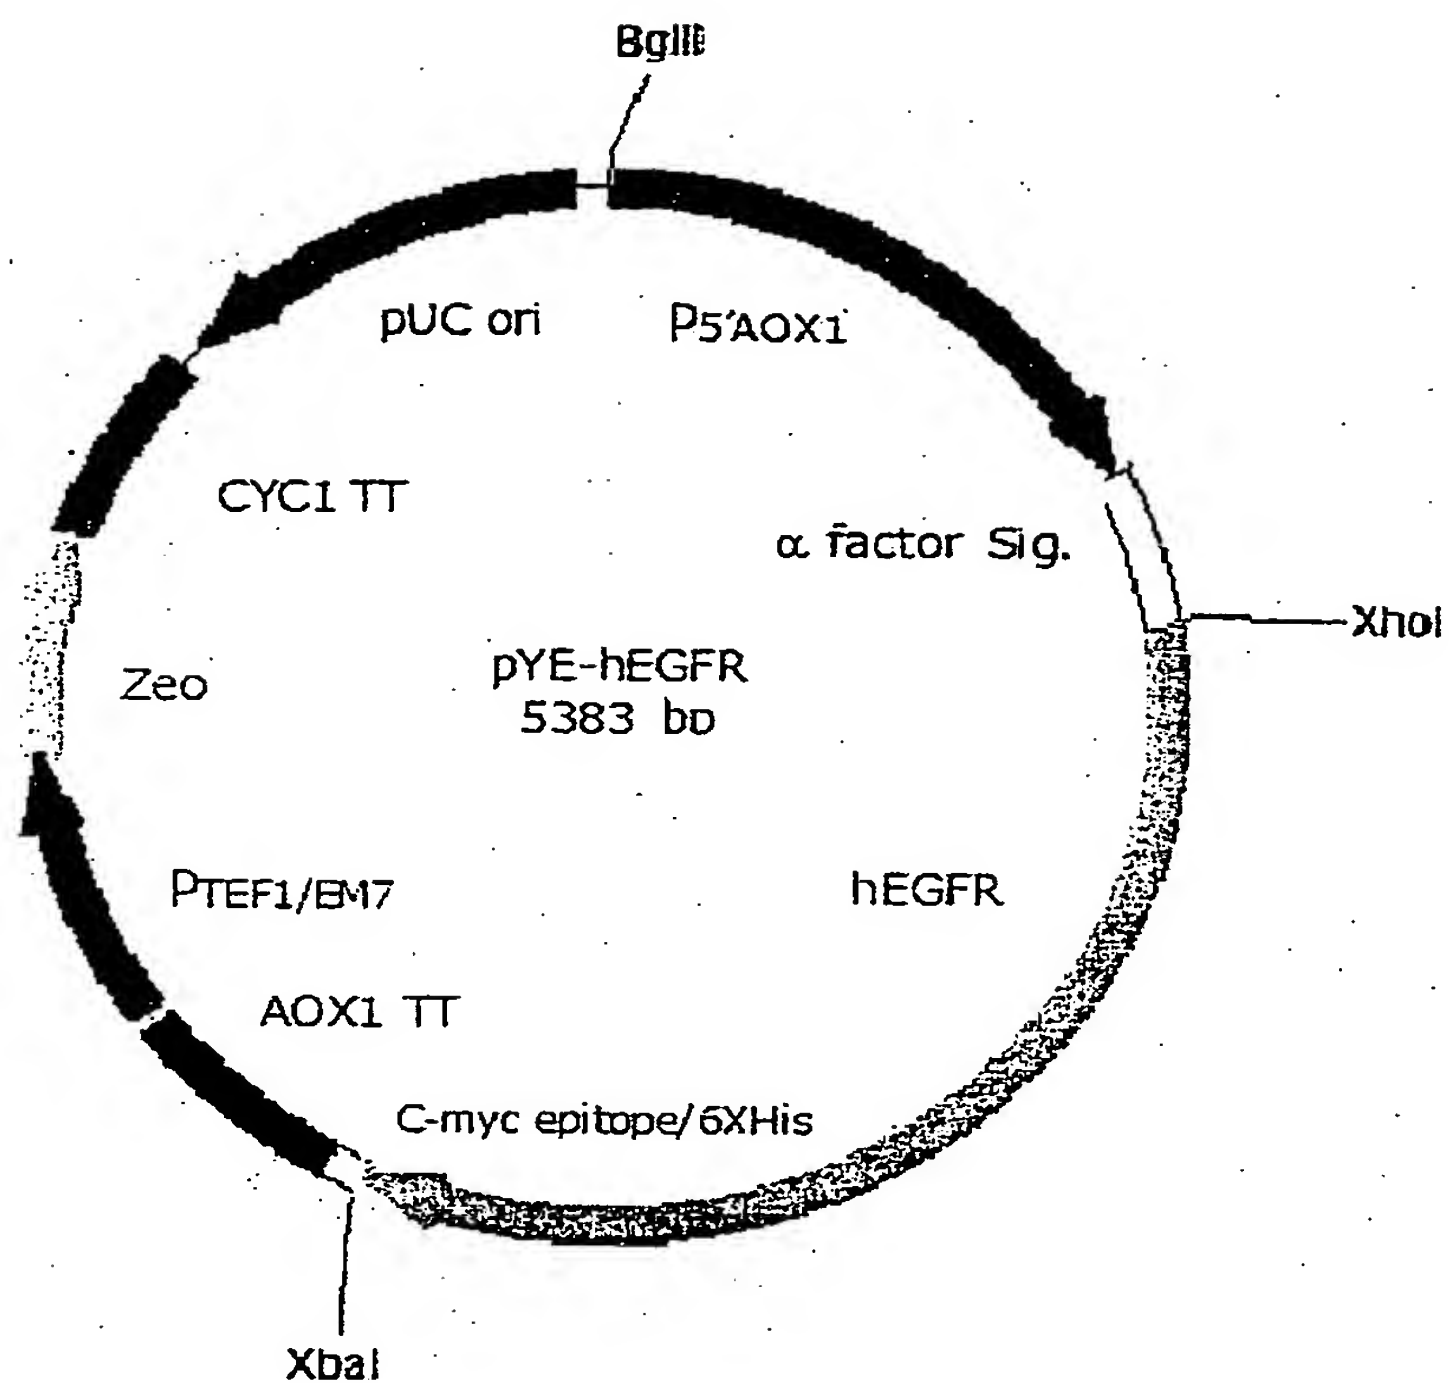 BglII
pUC ori
P5'AOX1
CYC1 TT
α factor Sig.
XhoI
Zeo
pYE-hEGFR
5383 bp
PTEF1/EM7
hEGFR
AOX1 TT
C-myc epitope/6XHis
XbaI